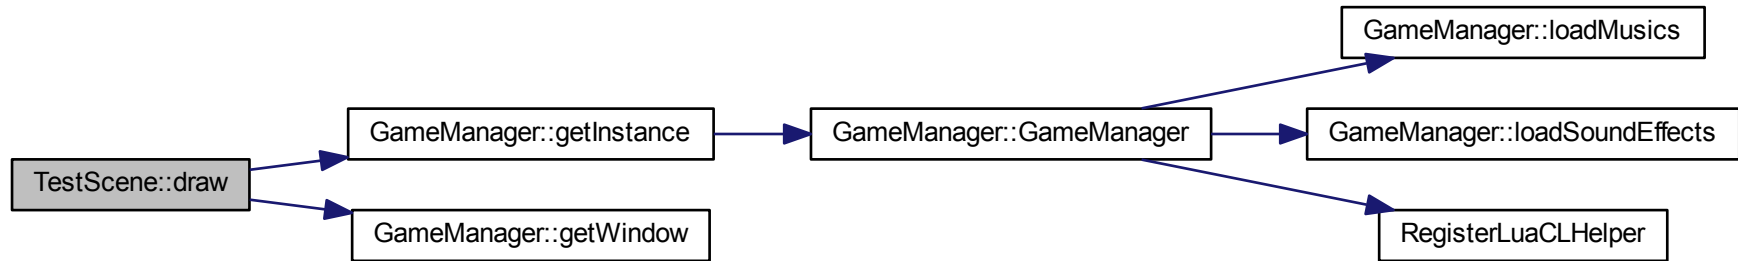 TestScene::draw
GameManager::getInstance
GameManager::getWindow
GameManager::GameManager
GameManager::loadMusics
GameManager::loadSoundEffects
RegisterLuaCLHelper